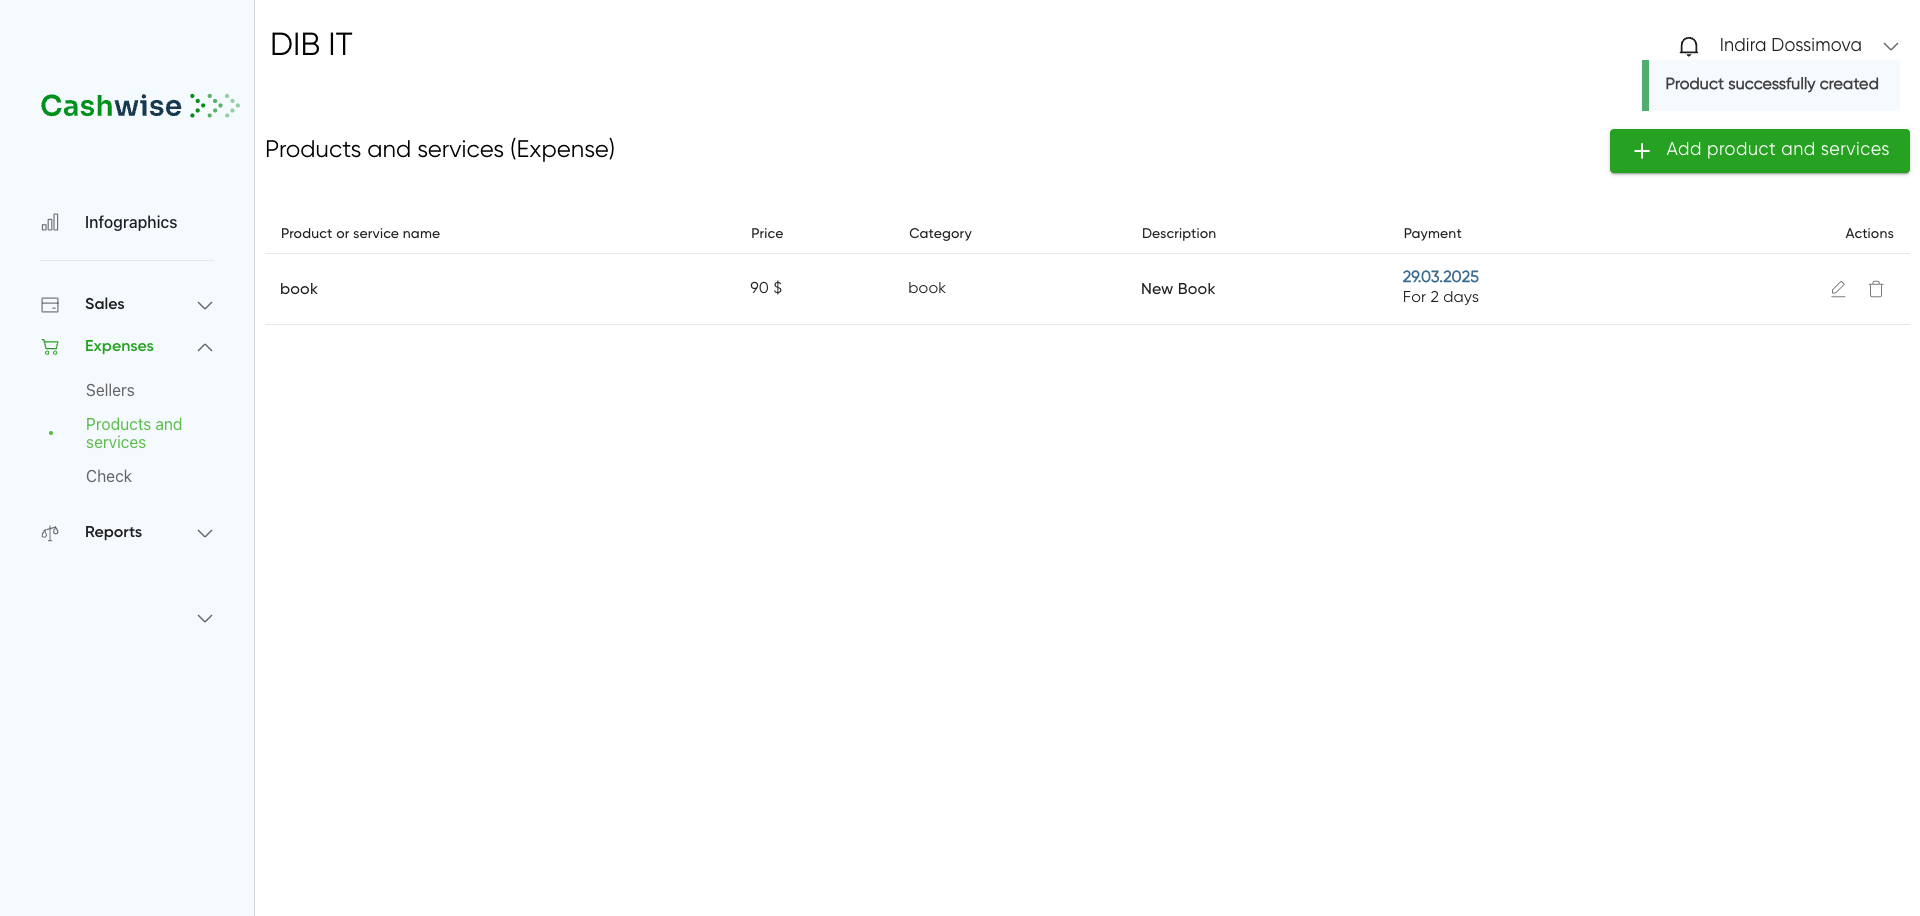 DIB IT
Indira Dossimova
Product successfully created
Cashwise
Products and services (Expense)
Add product and services
Infographics
Sales
Expenses
Sellers
Products and
services
Check
Reports
Product or service name Price Category Description Payment Actions
book 90 $ book New Book 29.03.2025
For 2 days